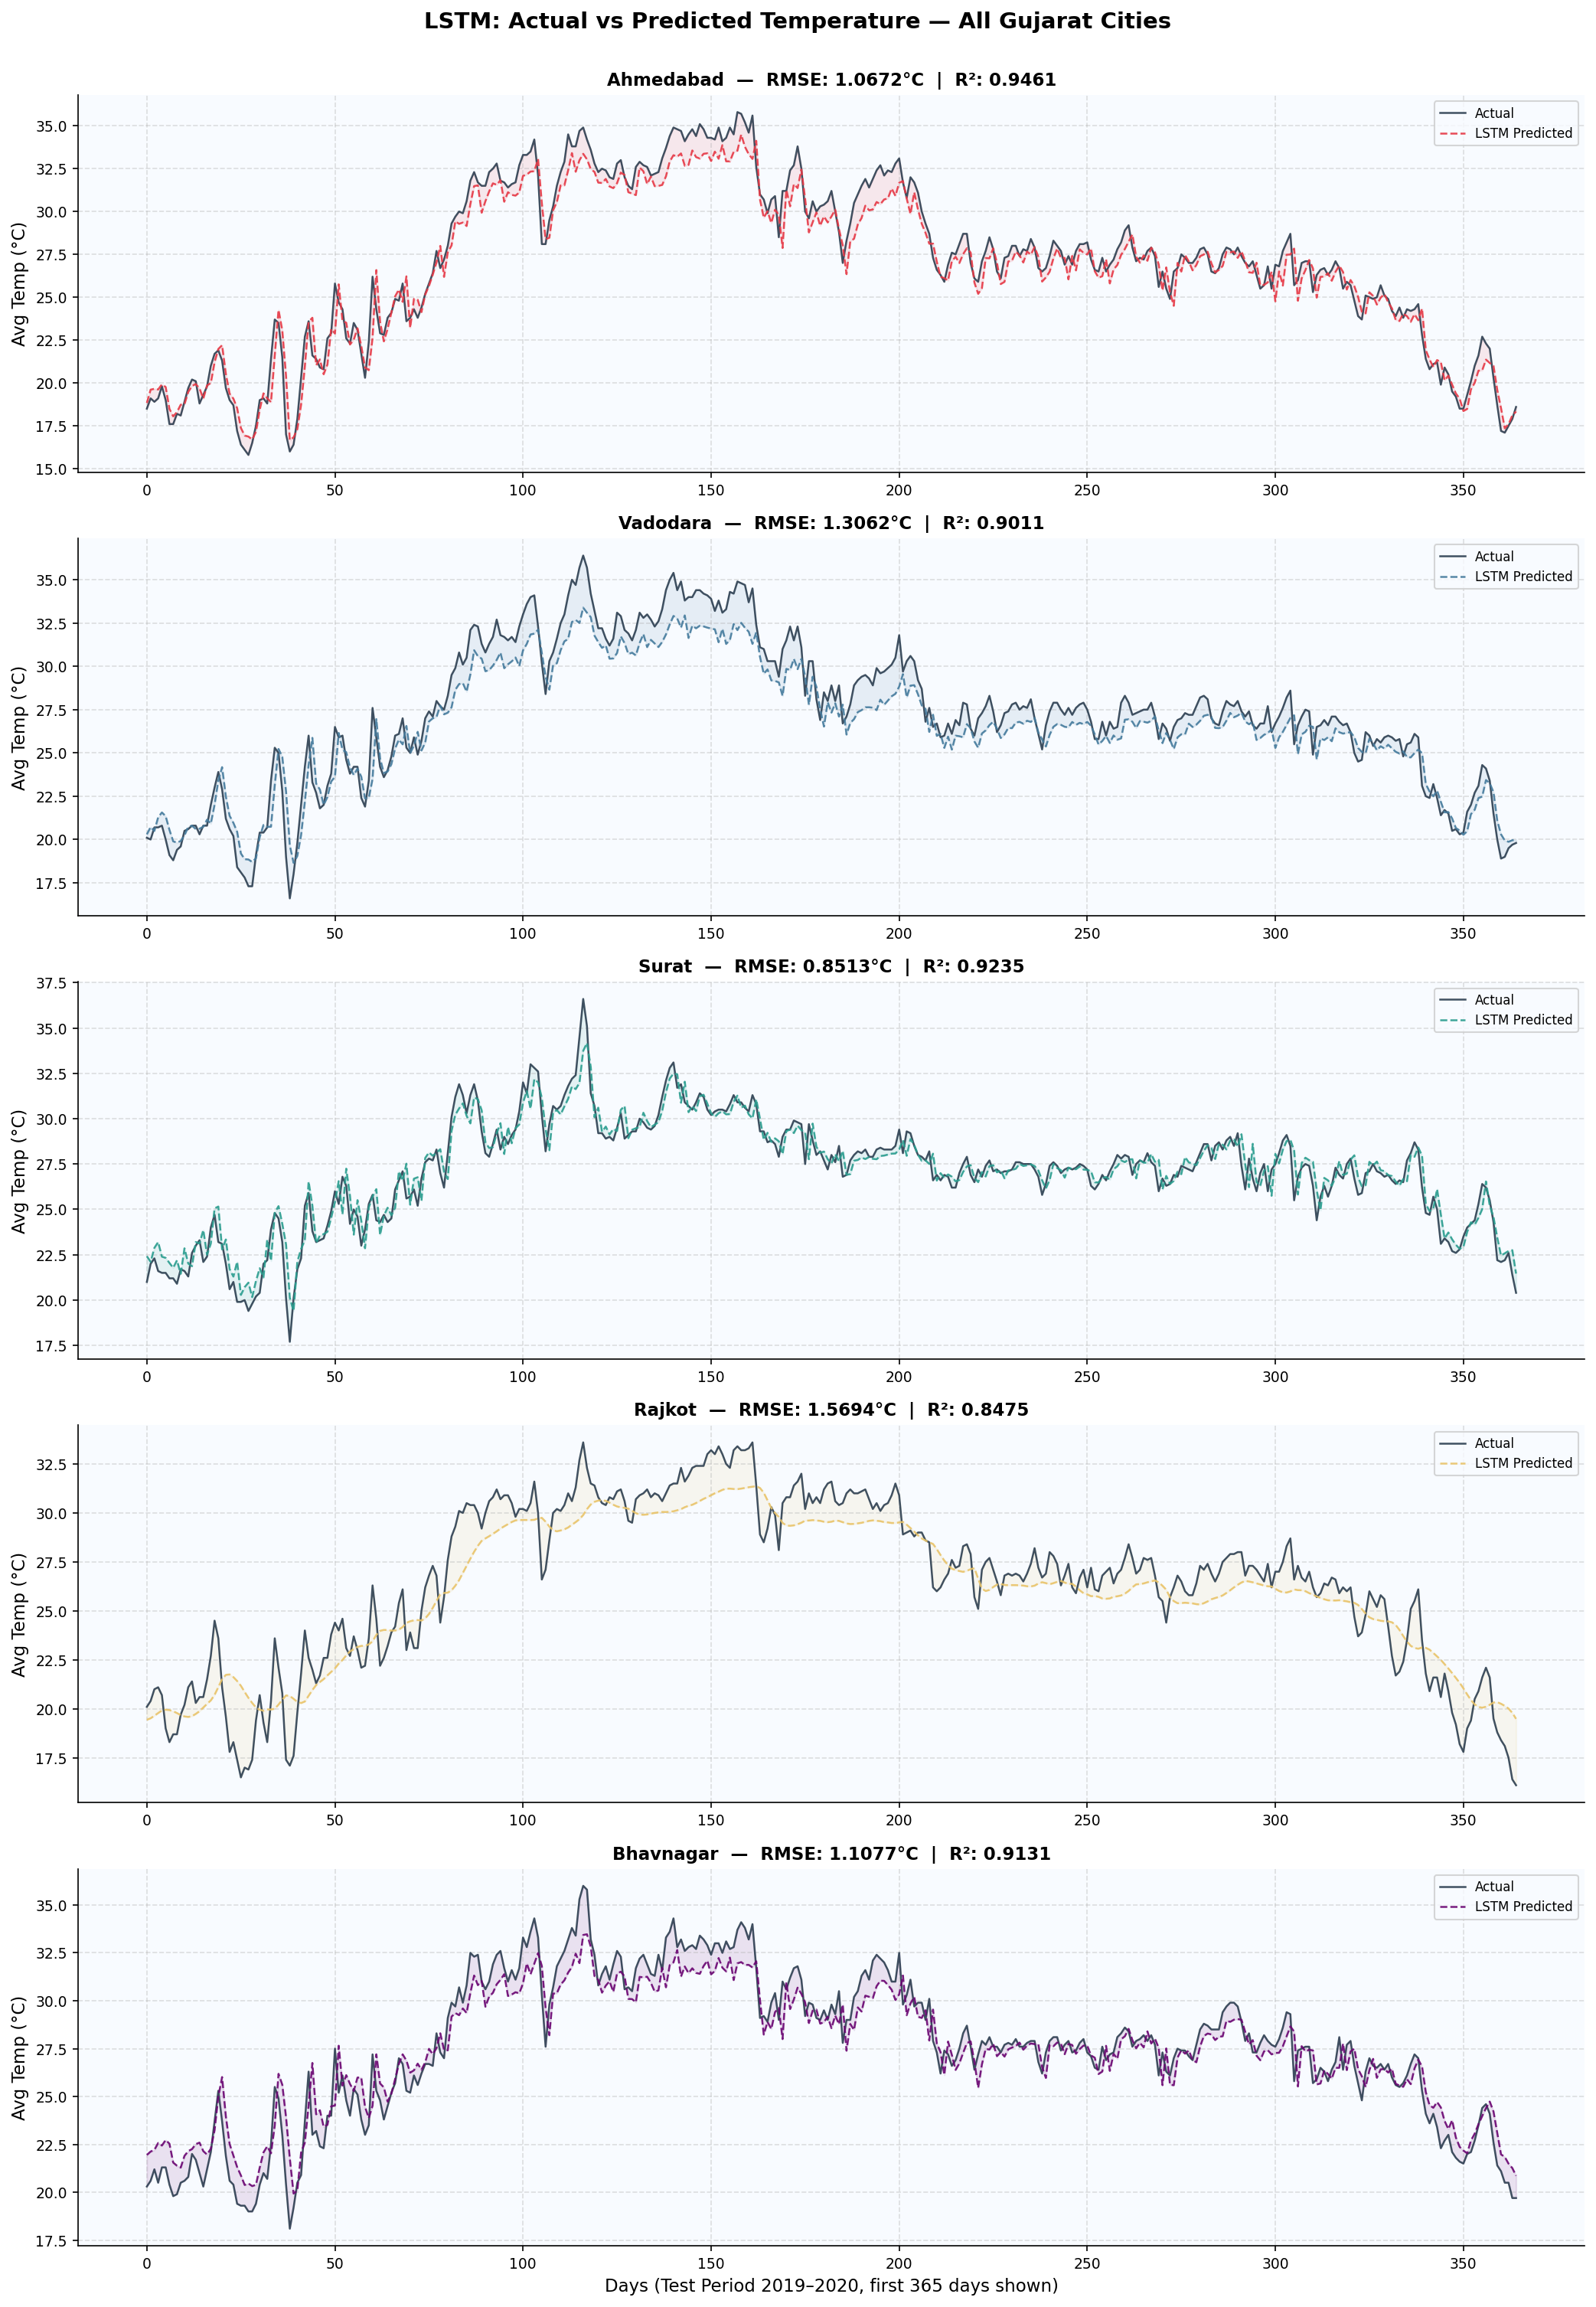 LSTM: Actual vs Predicted Temperature — All Gujarat Cities
Ahmedabad — RMSE: 1.0672°C | R²: 0.9461
Avg Temp (°C)
35.0
32.5
30.0
27.5
25.0
22.5
20.0
17.5
15.0
Actual
LSTM Predicted
0 50 100 150 200 250 300 350
Vadodara — RMSE: 1.3062°C | R²: 0.9011
Avg Temp (°C)
35.0
32.5
30.0
27.5
25.0
22.5
20.0
17.5
Actual
LSTM Predicted
0 50 100 150 200 250 300 350
Surat — RMSE: 0.8513°C | R²: 0.9235
Avg Temp (°C)
37.5
35.0
32.5
30.0
27.5
25.0
22.5
20.0
17.5
Actual
LSTM Predicted
0 50 100 150 200 250 300 350
Rajkot — RMSE: 1.5694°C | R²: 0.8475
Avg Temp (°C)
32.5
30.0
27.5
25.0
22.5
20.0
17.5
Actual
LSTM Predicted
0 50 100 150 200 250 300 350
Bhavnagar — RMSE: 1.1077°C | R²: 0.9131
Avg Temp (°C)
35.0
32.5
30.0
27.5
25.0
22.5
20.0
17.5
Actual
LSTM Predicted
0 50 100 150 200 250 300 350
Days (Test Period 2019–2020, first 365 days shown)